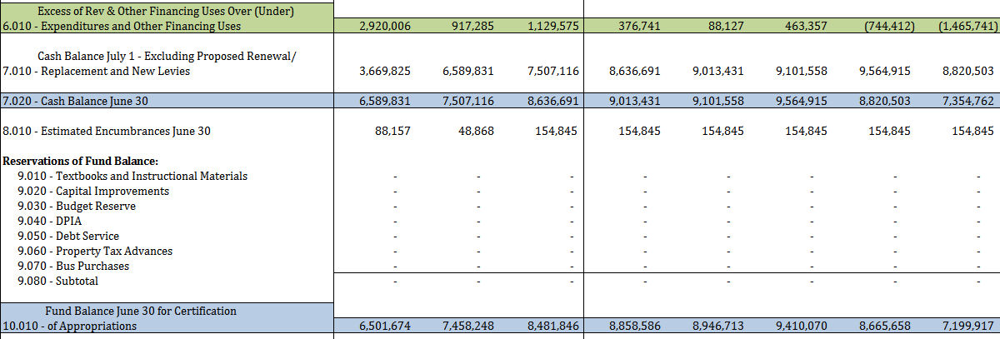 Excess of Rev & Other Financing Uses Over (Under)
6.010 - Expenditures and Other Financing Uses 2,920,006 917,285 1,129,575 376,741 88,127 463,357 (744,412) (1,465,741)
Cash Balance July 1 - Excluding Proposed Renewal/
7.010 - Replacement and New Levies 3,669,825 6,589,831 7,507,116 8,636,691 9,013,431 9,101,558 9,564,915 8,820,503
7.020 - Cash Balance June 30 6,589,831 7,507,116 8,636,691 9,013,431 9,101,558 9,564,915 8,820,503 7,354,762
8.010 - Estimated Encumbrances June 30 88,157 48,868 154,845 154,845 154,845 154,845 154,845 154,845
Reservations of Fund Balance:
9.010 - Textbooks and Instructional Materials - - - - - - - -
9.020 - Capital Improvements - - - - - - - -
9.030 - Budget Reserve - - - - - - - -
9.040 - DPIA - - - - - - - -
9.050 - Debt Service - - - - - - - -
9.060 - Property Tax Advances - - - - - - - -
9.070 - Bus Purchases - - - - - - - -
9.080 - Subtotal - - - - - - - -
Fund Balance June 30 for Certification
10.010 - of Appropriations 6,501,674 7,458,248 8,481,846 8,858,586 8,946,713 9,410,070 8,665,658 7,199,917